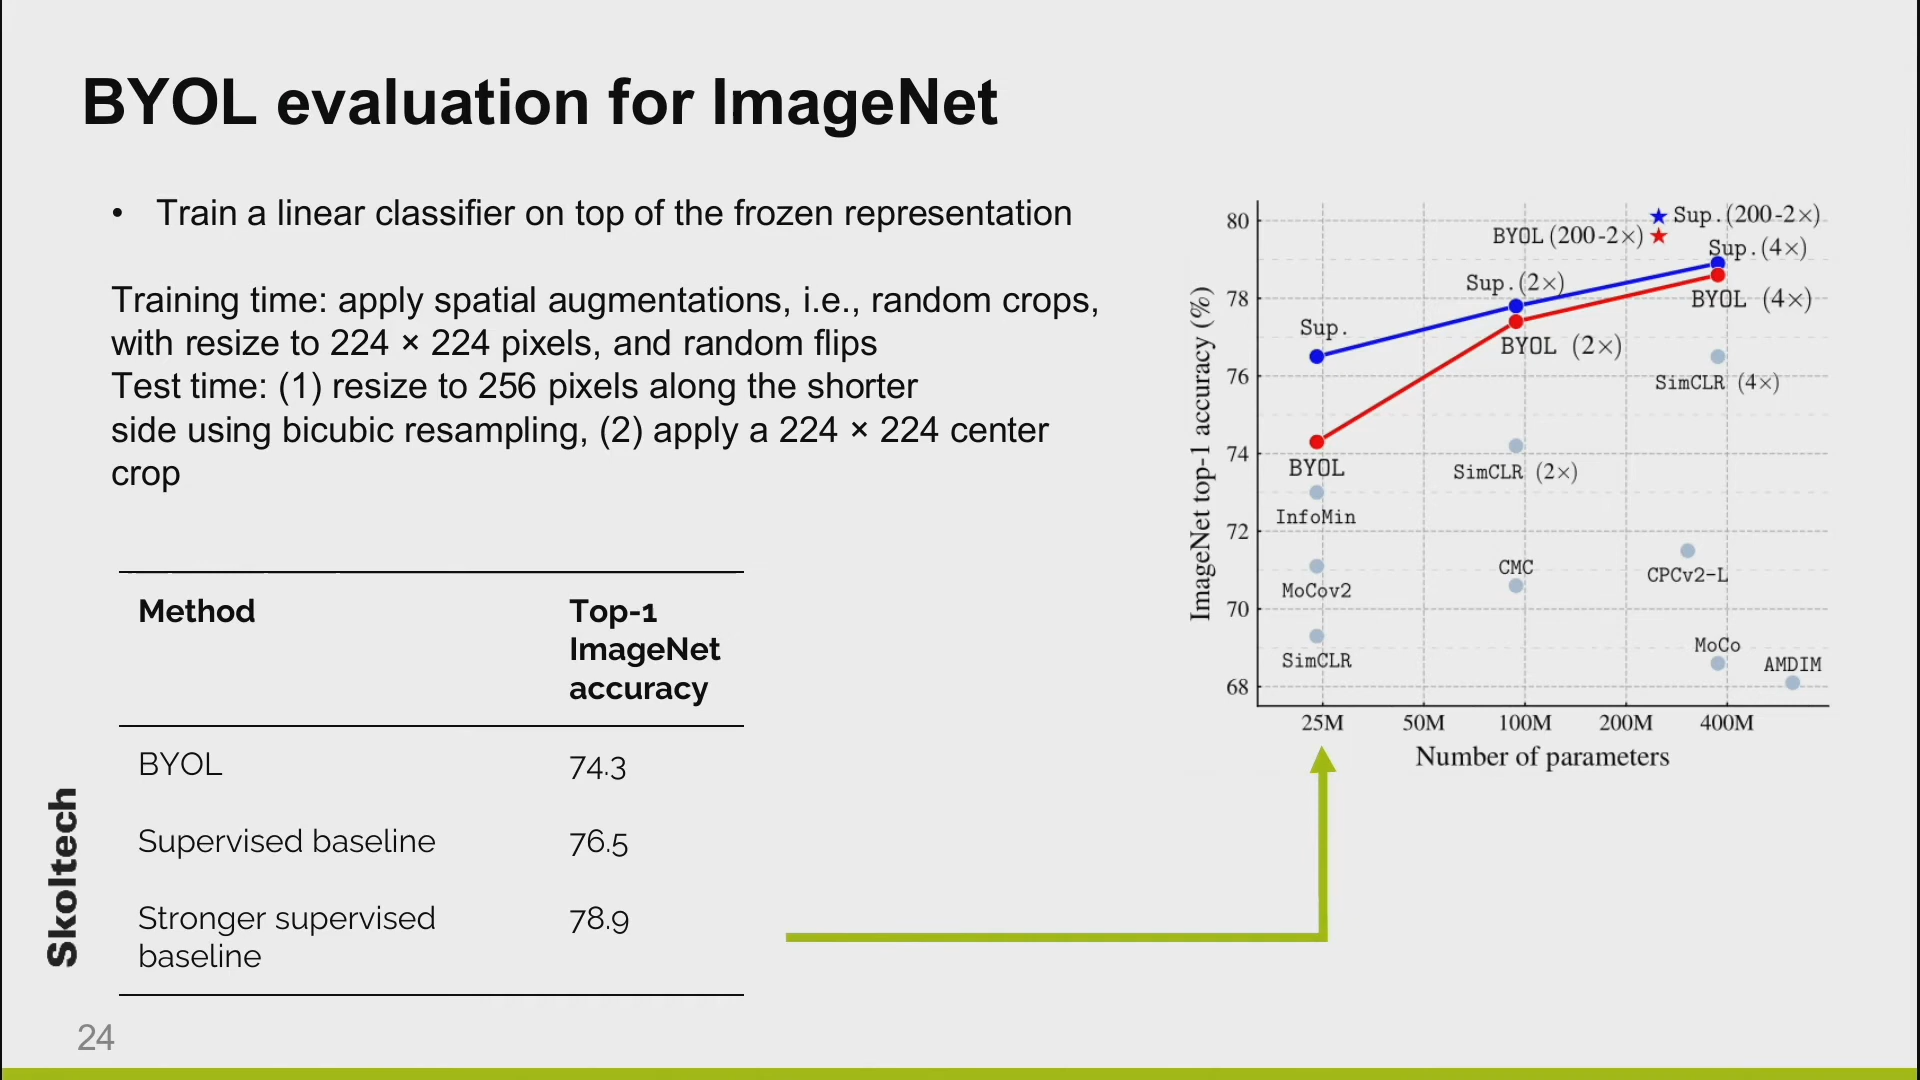 BYOL evaluation for ImageNet
• Train a linear classifier on top of the frozen representation
Training time: apply spatial augmentations, i.e., random crops,
with resize to 224 × 224 pixels, and random flips
Test time: (1) resize to 256 pixels along the shorter
side using bicubic resampling, (2) apply a 224 × 224 center
crop
Method
Top-1
ImageNet
accuracy
BYOL 74.3
Supervised baseline 76.5
Stronger supervised 78.9
baseline
Skoltech
24
ImageNet top-1 accuracy (%)
80
78
76
74
72
70
68
Sup.(200-2×)
BYOL (200-2×)
Sup.(4×)
Sup.(2×)
BYOL (4×)
Sup.
BYOL (2×)
SimCLR (4×)
BYOL
SimCLR (2×)
InfoMin
CMC
CPCv2-L
MoCov2
MoCo
SimCLR
AMDIM
25M 50M 100M 200M 400M
Number of parameters